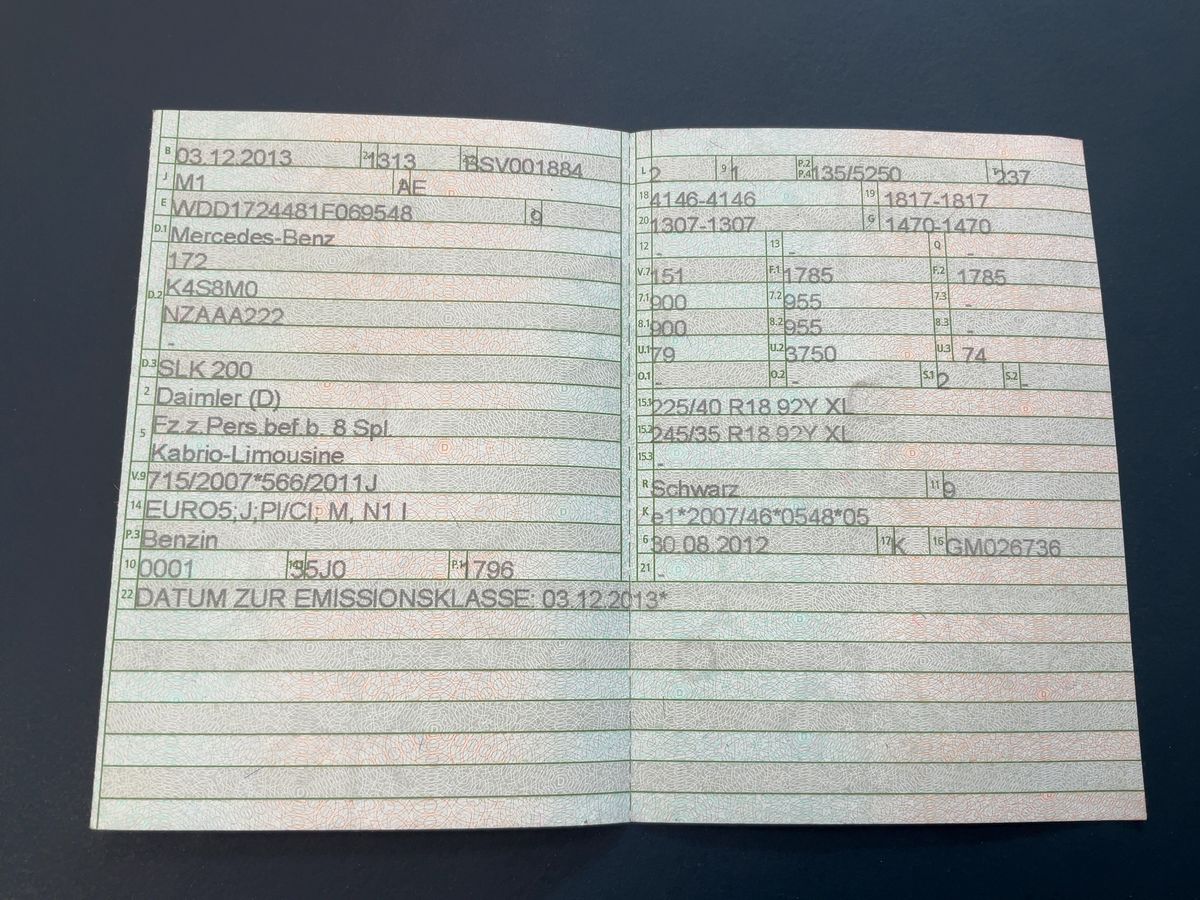 B 03.12.2013 2.1 1313 2.2 BSV001884
J M1 4 AE
E WDD1724481F069548 3 9
D.1 Mercedes-Benz
172
D.2 K4S8M0
NZAAA222
-
D.3 SLK 200
2 Daimler (D)
5 Fz.z.Pers.bef.b. 8 Spl.
Kabrio-Limousine
V.9 715/2007*566/2011J
14 EURO5;J;PI/CI; M, N1 I
P.3 Benzin
10 0001 14.1 35J0 P.1 1796
22 DATUM ZUR EMISSIONSKLASSE: 03.12.2013*
L 2 9 1 P.2 P.4 135/5250 T 237
18 4146-4146 19 1817-1817
20 1307-1307 G 1470-1470
12 - 13 - Q -
V.7 151 F.1 1785 F.2 1785
7.1 900 7.2 955 7.3 -
8.1 900 8.2 955 8.3 -
U.1 79 U.2 3750 U.3 74
O.1 - O.2 - S.1 2 S.2 -
15.1 225/40 R18 92Y XL
15.2 245/35 R18 92Y XL
15.3 -
R Schwarz 11 9
K e1*2007/46*0548*05
6 30.08.2012 17 K 16 GM026736
21 -